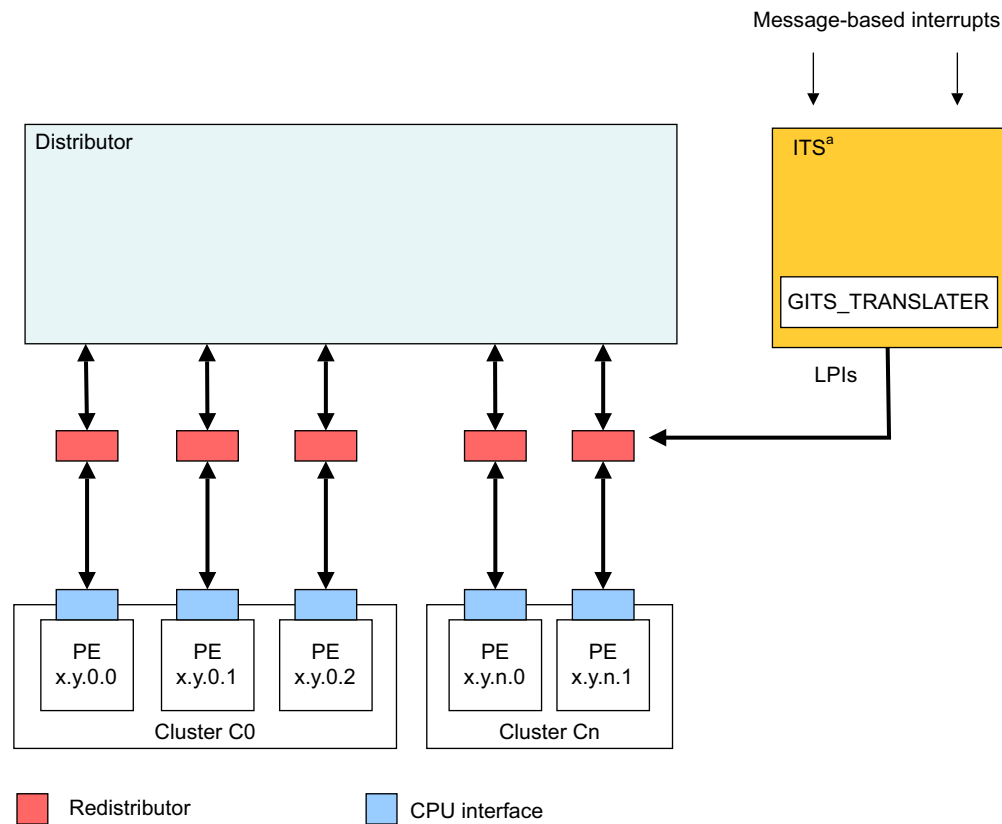 Message-based interrupts
Distributor
ITSᵃ
GITS_TRANSLATER
LPIs
PE
x.y.0.0
PE
x.y.0.1
PE
x.y.0.2
PE
x.y.n.0
PE
x.y.n.1
Cluster C0
Cluster Cn
Redistributor
CPU interface